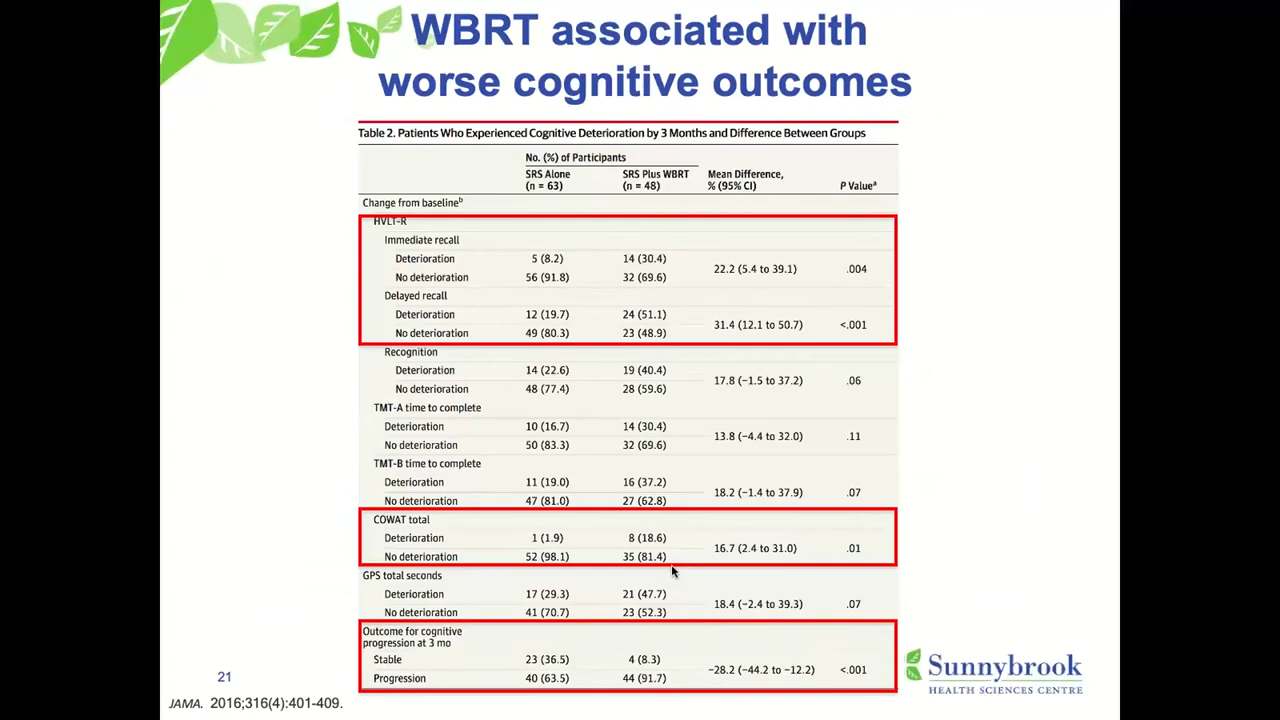 WBRT associated with
worse cognitive outcomes
Table 2. Patients Who Experienced Cognitive Deterioration by 3 Months and Difference Between Groups
No. (%) of Participants
SRS Alone (n = 63) SRS Plus WBRT (n = 48) Mean Difference, % (95% CI) P Valueᵃ
Change from baselineᵇ
HVLT-R
Immediate recall
Deterioration 5 (8.2) 14 (30.4) 22.2 (5.4 to 39.1) .004
No deterioration 56 (91.8) 32 (69.6)
Delayed recall
Deterioration 12 (19.7) 24 (51.1) 31.4 (12.1 to 50.7) <.001
No deterioration 49 (80.3) 23 (48.9)
Recognition
Deterioration 14 (22.6) 19 (40.4) 17.8 (−1.5 to 37.2) .06
No deterioration 48 (77.4) 28 (59.6)
TMT-A time to complete
Deterioration 10 (16.7) 14 (30.4) 13.8 (−4.4 to 32.0) .11
No deterioration 50 (83.3) 32 (69.6)
TMT-B time to complete
Deterioration 11 (19.0) 16 (37.2) 18.2 (−1.4 to 37.9) .07
No deterioration 47 (81.0) 27 (62.8)
COWAT total
Deterioration 1 (1.9) 8 (18.6) 16.7 (2.4 to 31.0) .01
No deterioration 52 (98.1) 35 (81.4)
GPS total seconds
Deterioration 17 (29.3) 21 (47.7) 18.4 (−2.4 to 39.3) .07
No deterioration 41 (70.7) 23 (52.3)
Outcome for cognitive
progression at 3 mo
Stable 23 (36.5) 4 (8.3) −28.2 (−44.2 to −12.2) <.001
Progression 40 (63.5) 44 (91.7)
21
JAMA. 2016;316(4):401-409.
Sunnybrook
HEALTH SCIENCES CENTRE